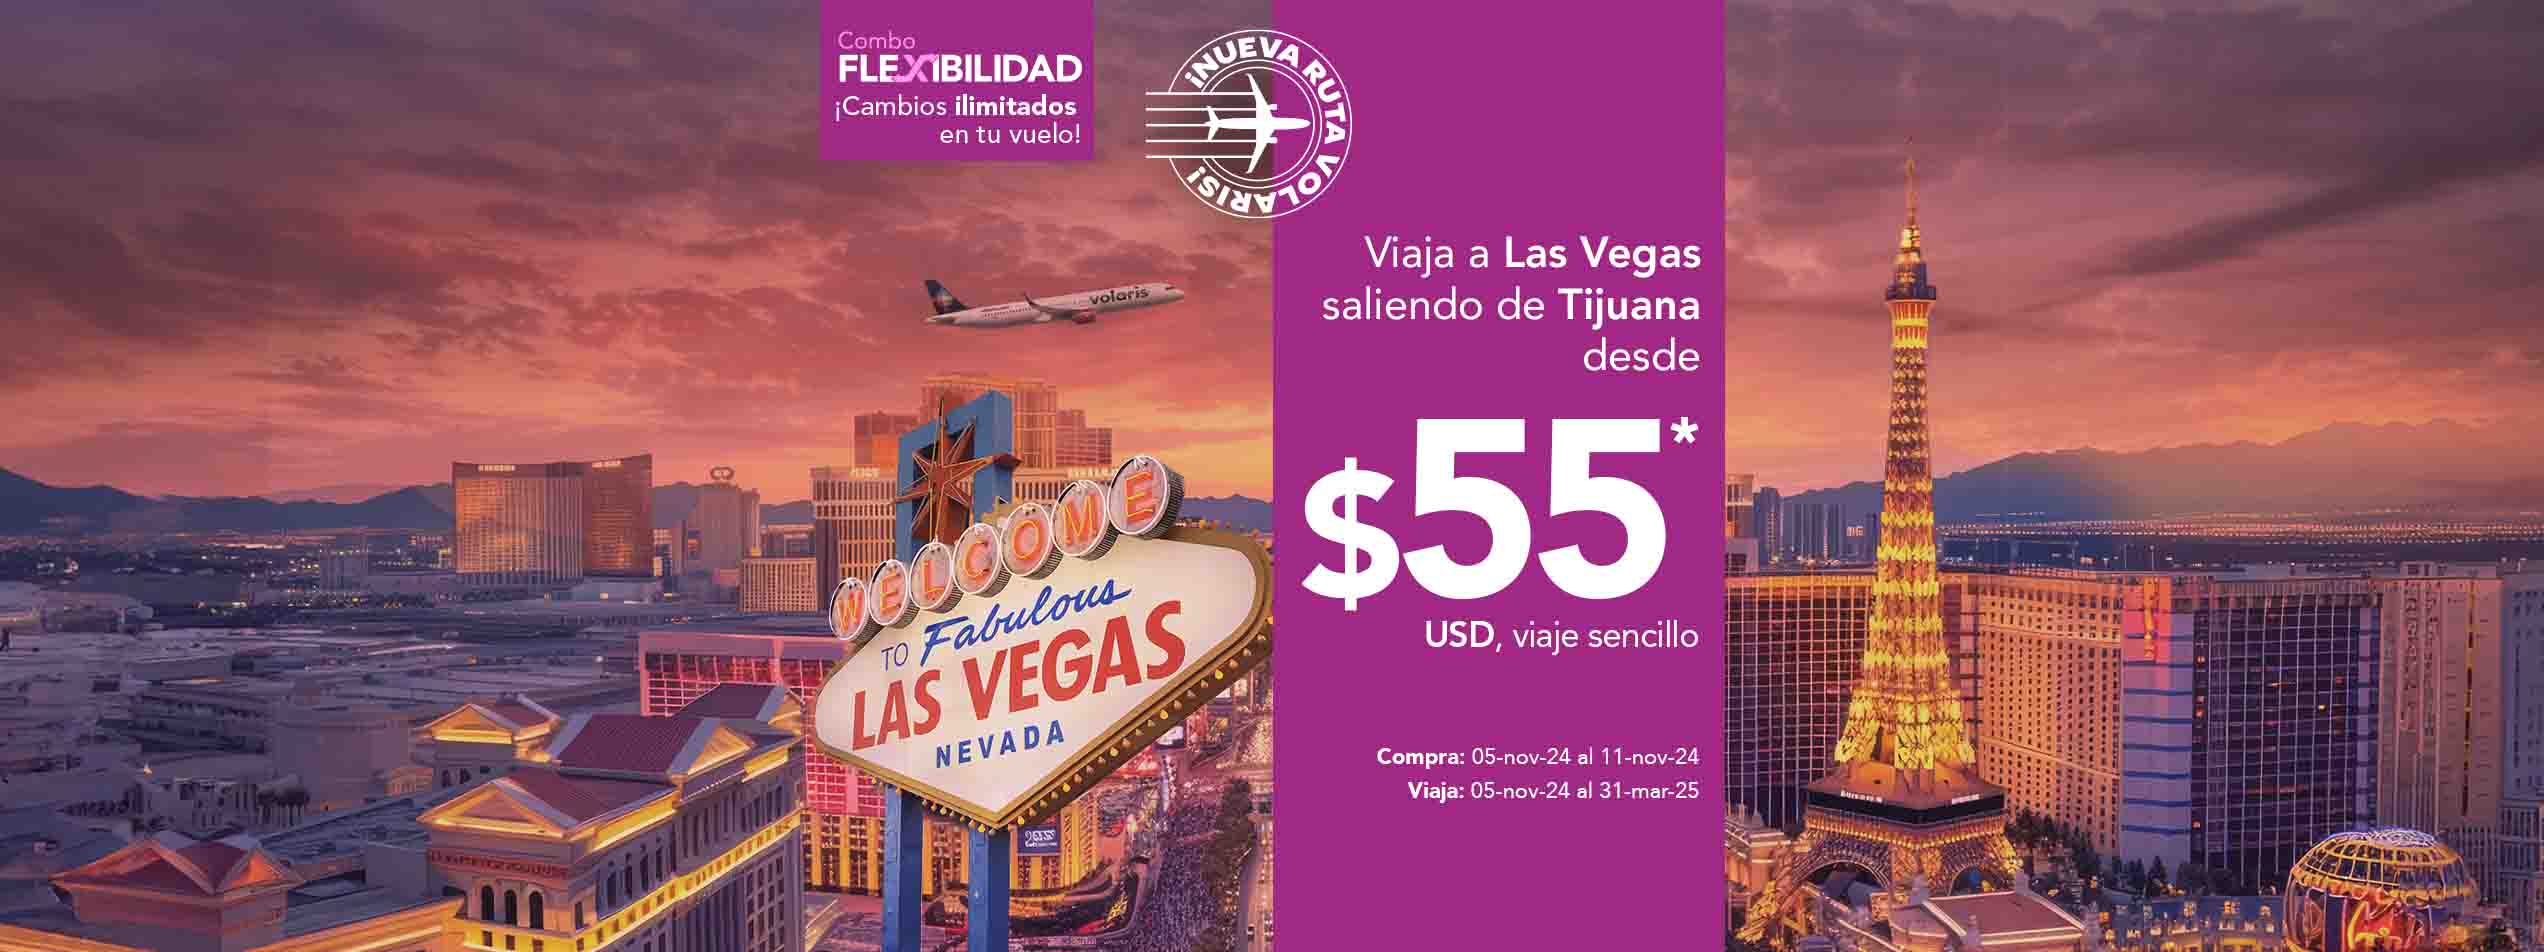 Combo
FLEXIBILIDAD
¡Cambios ilimitados
en tu vuelo!
¡NUEVA RUTA VOLARIS!
Viaja a Las Vegas
saliendo de Tijuana
desde
$55*
USD, viaje sencillo
Compra: 05-nov-24 al 11-nov-24
Viaja: 05-nov-24 al 31-mar-25
volaris
WELCOME
TO Fabulous
LAS VEGAS
NEVADA